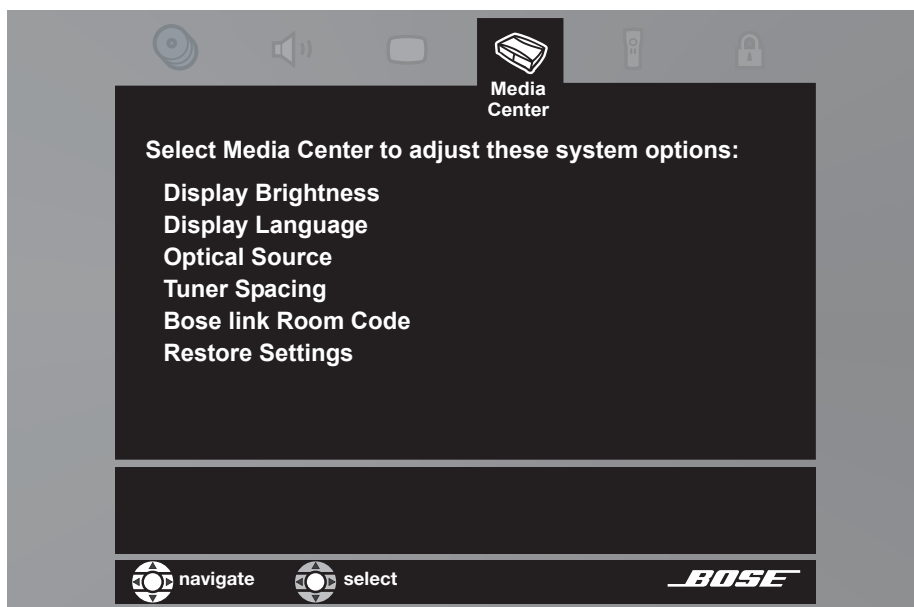 Media
Center
Select Media Center to adjust these system options:
Display Brightness
Display Language
Optical Source
Tuner Spacing
Bose link Room Code
Restore Settings
navigate select BOSE